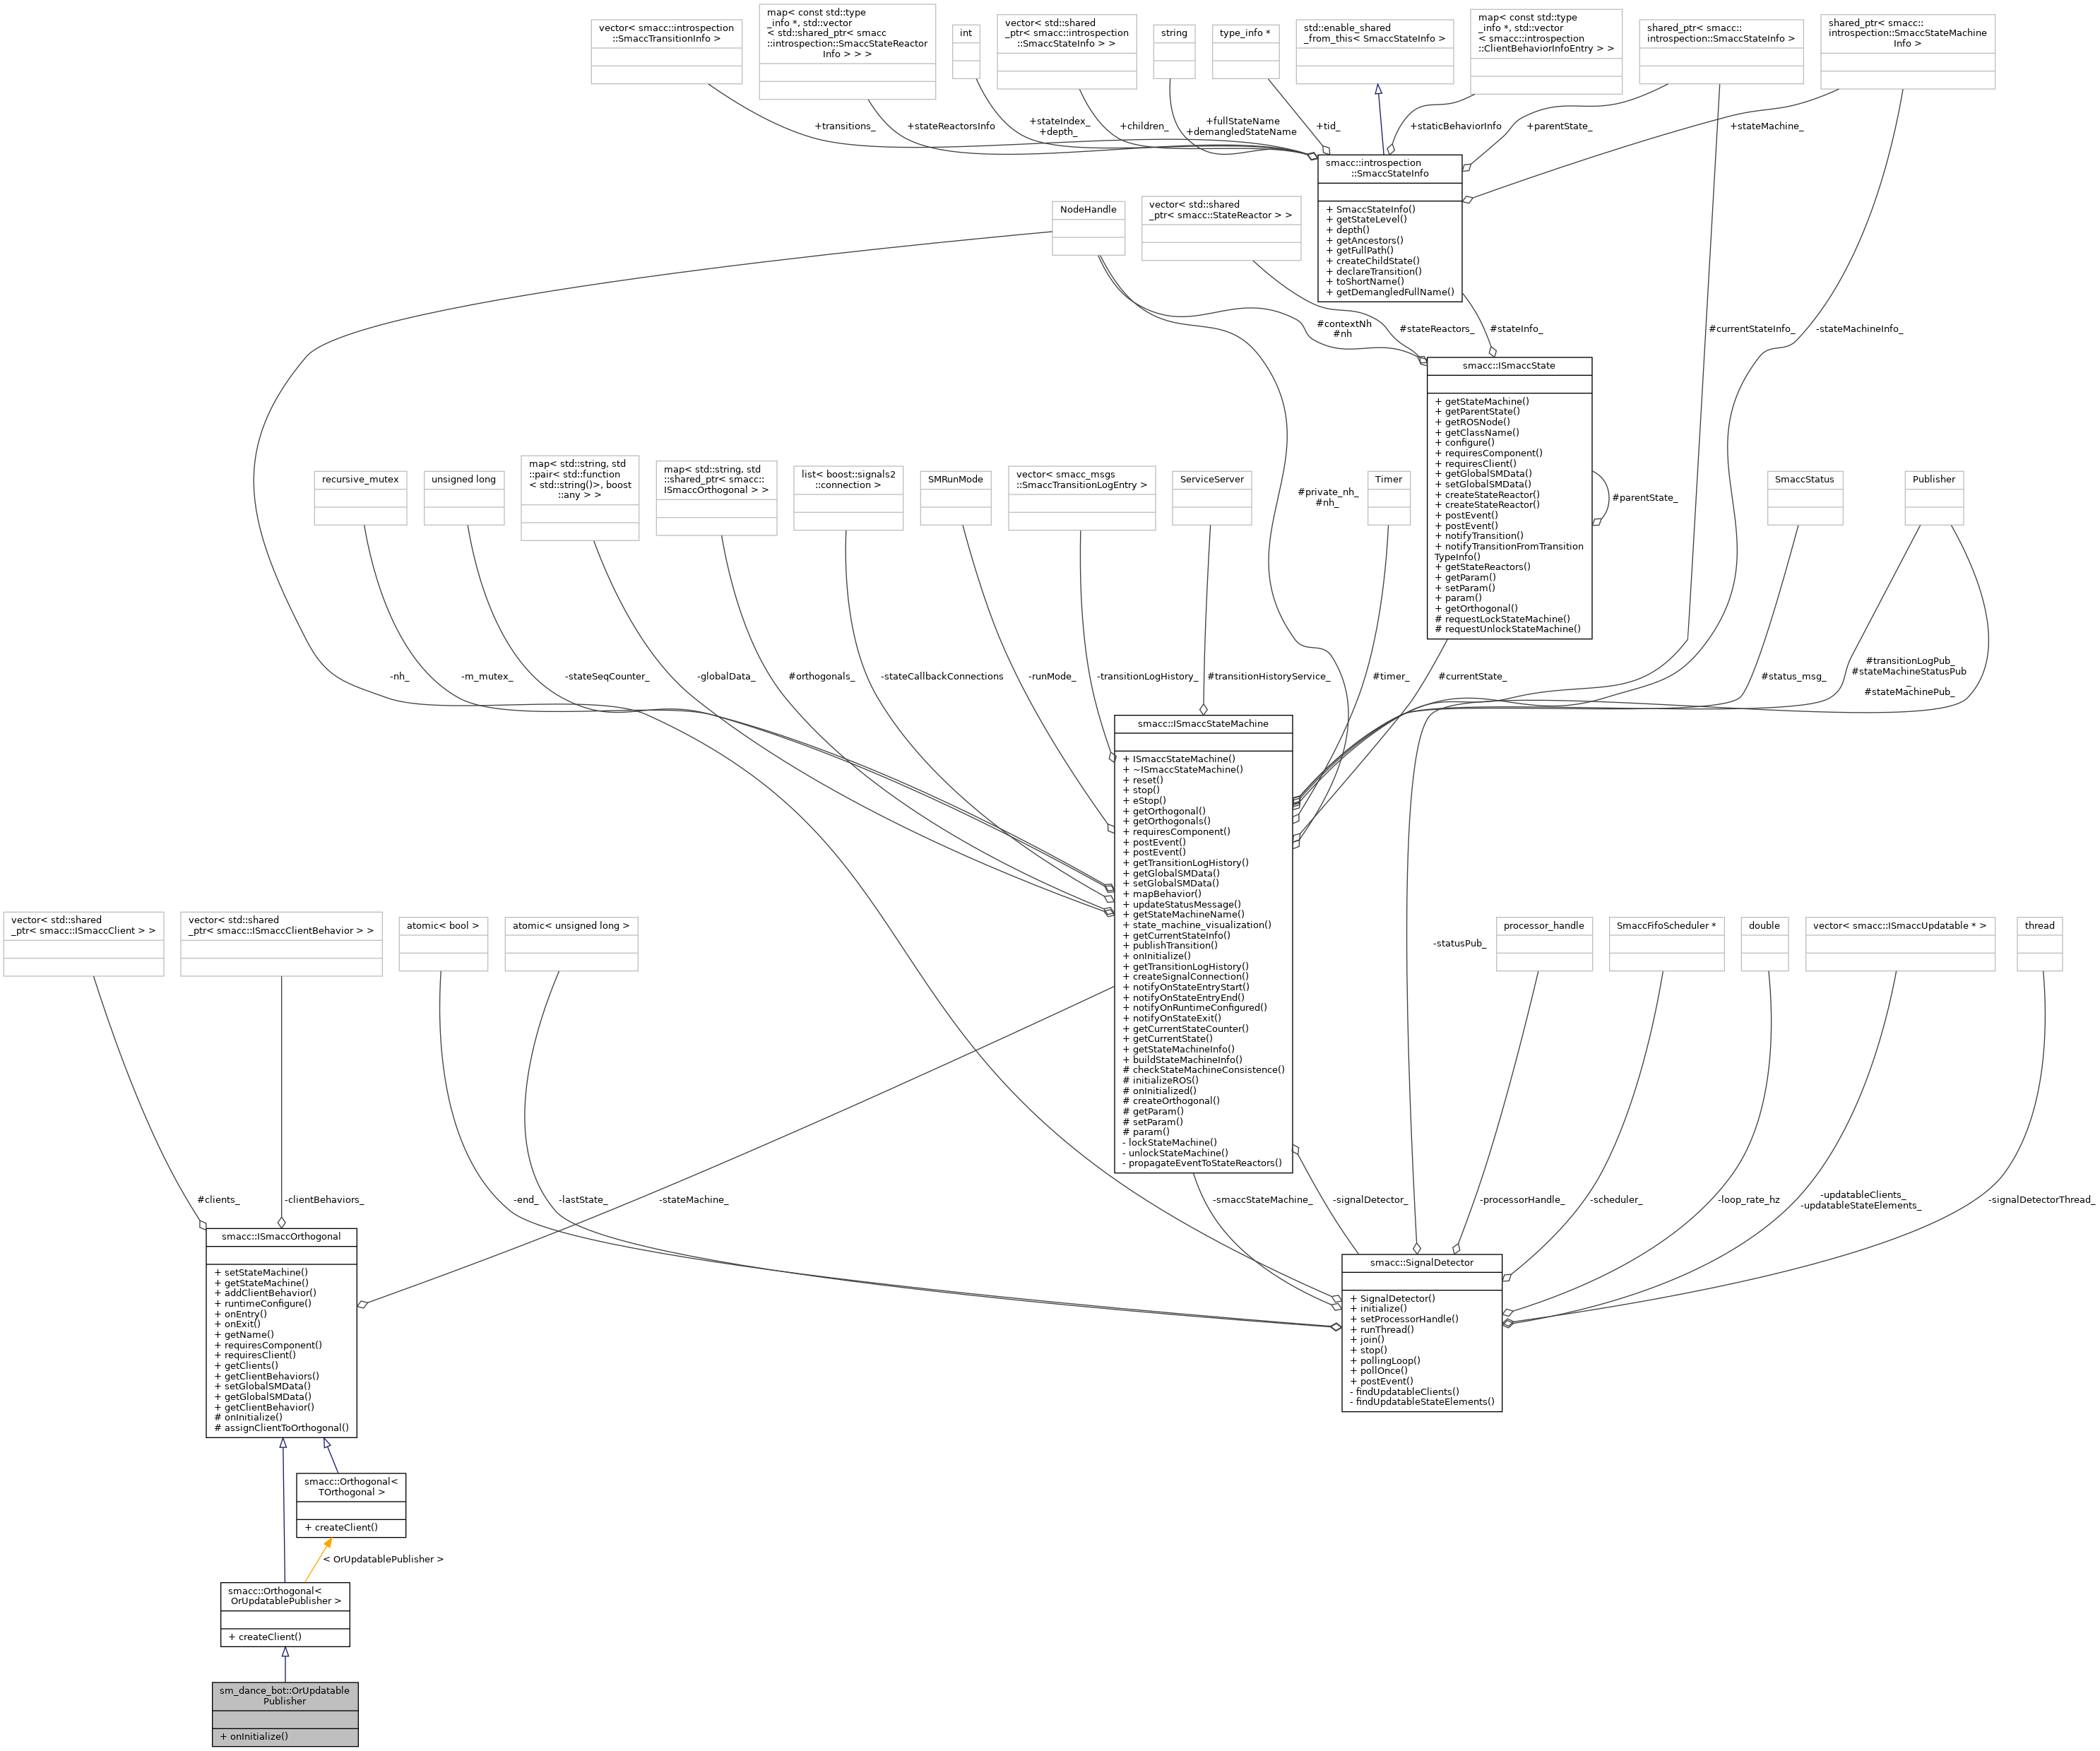 vector< smacc::introspection
::SmaccTransitionInfo >
map< const std::type
_info *, std::vector
< std::shared_ptr< smacc
::introspection::SmaccStateReactor
Info > > >
int
vector< std::shared
_ptr< smacc::introspection
::SmaccStateInfo > >
string
type_info *
std::enable_shared
_from_this< SmaccStateInfo >
map< const std::type
_info *, std::vector
< smacc::introspection
::ClientBehaviorInfoEntry > >
shared_ptr< smacc::
introspection::SmaccStateInfo >
shared_ptr< smacc::
introspection::SmaccStateMachine
Info >
+transitions_
+stateReactorsInfo
+stateIndex_
+depth_
+children_
+fullStateName
+demangledStateName
+tid_
+staticBehaviorInfo
+parentState_
+stateMachine_
smacc::introspection
::SmaccStateInfo
+ SmaccStateInfo()
+ getStateLevel()
+ depth()
+ getAncestors()
+ getFullPath()
+ createChildState()
+ declareTransition()
+ toShortName()
+ getDemangledFullName()
NodeHandle
vector< std::shared
_ptr< smacc::StateReactor > >
#contextNh
#nh
#stateReactors_
#stateInfo_
#currentStateInfo_
-stateMachineInfo_
smacc::ISmaccState
+ getStateMachine()
+ getParentState()
+ getROSNode()
+ getClassName()
+ configure()
+ requiresComponent()
+ requiresClient()
+ getGlobalSMData()
+ setGlobalSMData()
+ createStateReactor()
+ createStateReactor()
+ postEvent()
+ postEvent()
+ notifyTransition()
+ notifyTransitionFromTransition
TypeInfo()
+ getStateReactors()
+ getParam()
+ setParam()
+ param()
+ getOrthogonal()
# requestLockStateMachine()
# requestUnlockStateMachine()
#parentState_
recursive_mutex
unsigned long
map< std::string, std
::pair< std::function
< std::string()>, boost
::any > >
map< std::string, std
::shared_ptr< smacc::
ISmaccOrthogonal > >
list< boost::signals2
::connection >
SMRunMode
vector< smacc_msgs
::SmaccTransitionLogEntry >
ServiceServer
#private_nh_
#nh_
Timer
SmaccStatus
Publisher
-nh_
-m_mutex_
-stateSeqCounter_
-globalData_
#orthogonals_
-stateCallbackConnections
-runMode_
-transitionLogHistory_
#transitionHistoryService_
#timer_
#currentState_
#status_msg_
#transitionLogPub_
#stateMachineStatusPub
_
#stateMachinePub_
smacc::ISmaccStateMachine
+ ISmaccStateMachine()
+ ~ISmaccStateMachine()
+ reset()
+ stop()
+ eStop()
+ getOrthogonal()
+ getOrthogonals()
+ requiresComponent()
+ postEvent()
+ postEvent()
+ getTransitionLogHistory()
+ getGlobalSMData()
+ setGlobalSMData()
+ mapBehavior()
+ updateStatusMessage()
+ getStateMachineName()
+ state_machine_visualization()
+ getCurrentStateInfo()
+ publishTransition()
+ onInitialize()
+ getTransitionLogHistory()
+ createSignalConnection()
+ notifyOnStateEntryStart()
+ notifyOnStateEntryEnd()
+ notifyOnRuntimeConfigured()
+ notifyOnStateExit()
+ getCurrentStateCounter()
+ getCurrentState()
+ getStateMachineInfo()
+ buildStateMachineInfo()
# checkStateMachineConsistence()
# initializeROS()
# onInitialized()
# createOrthogonal()
# getParam()
# setParam()
# param()
- lockStateMachine()
- unlockStateMachine()
- propagateEventToStateReactors()
vector< std::shared
_ptr< smacc::ISmaccClient > >
vector< std::shared
_ptr< smacc::ISmaccClientBehavior > >
atomic< bool >
atomic< unsigned long >
-statusPub_
processor_handle
SmaccFifoScheduler *
double
vector< smacc::ISmaccUpdatable * >
thread
#clients_
-clientBehaviors_
-end_
-lastState_
-stateMachine_
-smaccStateMachine_
-signalDetector_
-processorHandle_
-scheduler_
-loop_rate_hz
-updatableClients_
-updatableStateElements_
-signalDetectorThread_
smacc::ISmaccOrthogonal
+ setStateMachine()
+ getStateMachine()
+ addClientBehavior()
+ runtimeConfigure()
+ onEntry()
+ onExit()
+ getName()
+ requiresComponent()
+ requiresClient()
+ getClients()
+ getClientBehaviors()
+ setGlobalSMData()
+ getGlobalSMData()
+ getClientBehavior()
# onInitialize()
# assignClientToOrthogonal()
smacc::SignalDetector
+ SignalDetector()
+ initialize()
+ setProcessorHandle()
+ runThread()
+ join()
+ stop()
+ pollingLoop()
+ pollOnce()
+ postEvent()
- findUpdatableClients()
- findUpdatableStateElements()
smacc::Orthogonal<
TOrthogonal >
+ createClient()
< OrUpdatablePublisher >
smacc::Orthogonal<
OrUpdatablePublisher >
+ createClient()
sm_dance_bot::OrUpdatable
Publisher
+ onInitialize()